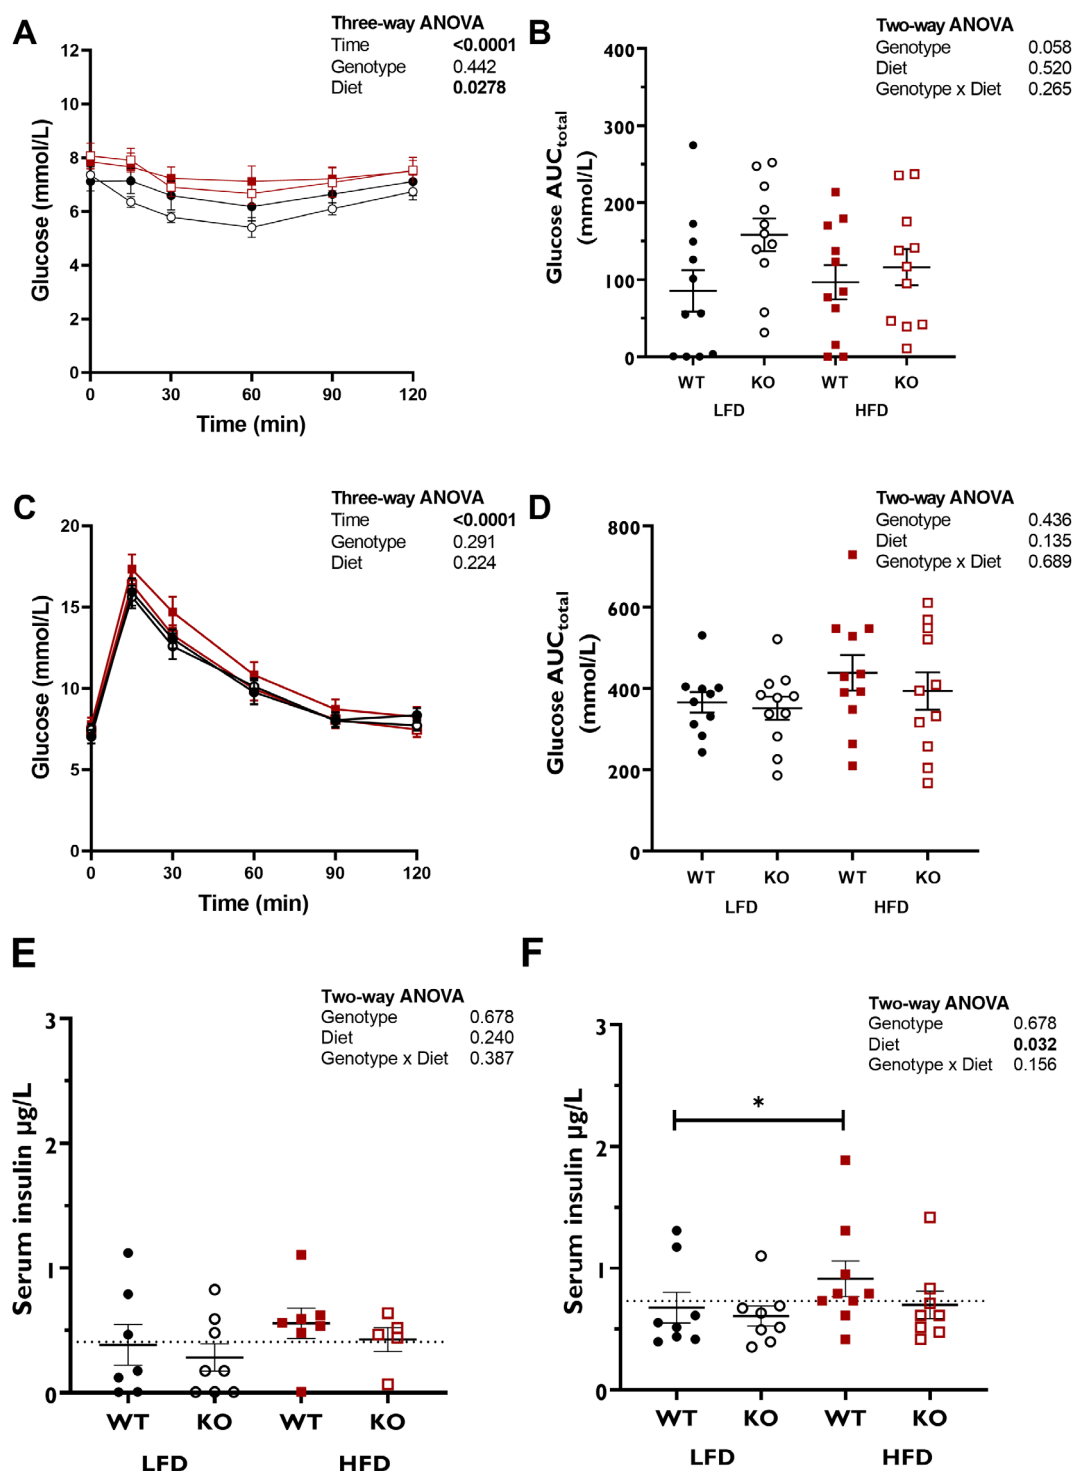 A
Three-way ANOVA
Time <0.0001
Genotype 0.442
Diet 0.0278
12
10
8
6
4
2
0
Glucose (mmol/L)
0 30 60 90 120
Time (min)
B
Two-way ANOVA
Genotype 0.058
Diet 0.520
Genotype x Diet 0.265
400
300
200
100
0
Glucose AUCtotal
(mmol/L)
WT KO WT KO
LFD HFD
C
Three-way ANOVA
Time <0.0001
Genotype 0.291
Diet 0.224
20
15
10
5
0
Glucose (mmol/L)
0 30 60 90 120
Time (min)
D
Two-way ANOVA
Genotype 0.436
Diet 0.135
Genotype x Diet 0.689
800
600
400
200
0
Glucose AUCtotal
(mmol/L)
WT KO WT KO
LFD HFD
E
Two-way ANOVA
Genotype 0.678
Diet 0.240
Genotype x Diet 0.387
3
2
1
0
Serum insulin µg/L
WT KO WT KO
LFD HFD
F
Two-way ANOVA
Genotype 0.678
Diet 0.032
Genotype x Diet 0.156
3
2
1
0
Serum insulin µg/L
*
WT KO WT KO
LFD HFD